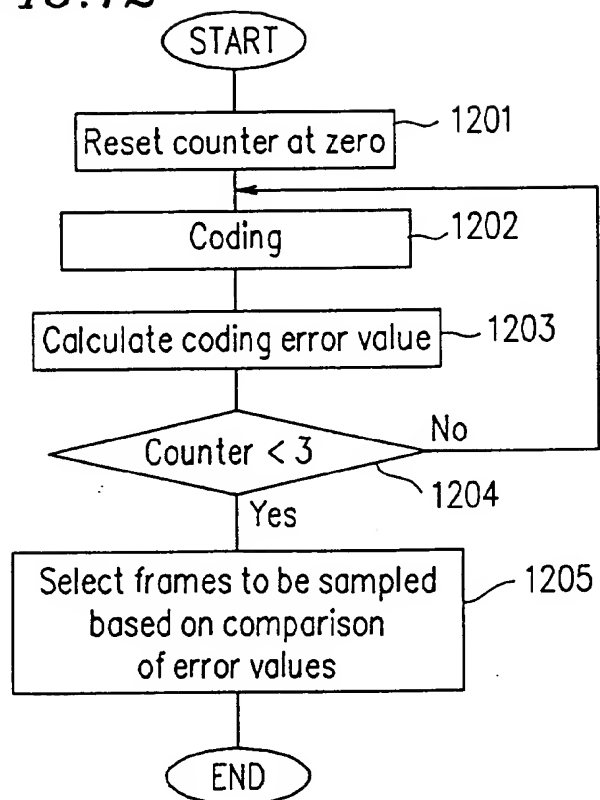 START
Reset counter at zero
1201
Coding
1202
Calculate coding error value
1203
Counter < 3
No
1204
Yes
Select frames to be sampled
based on comparison
of error values
1205
END